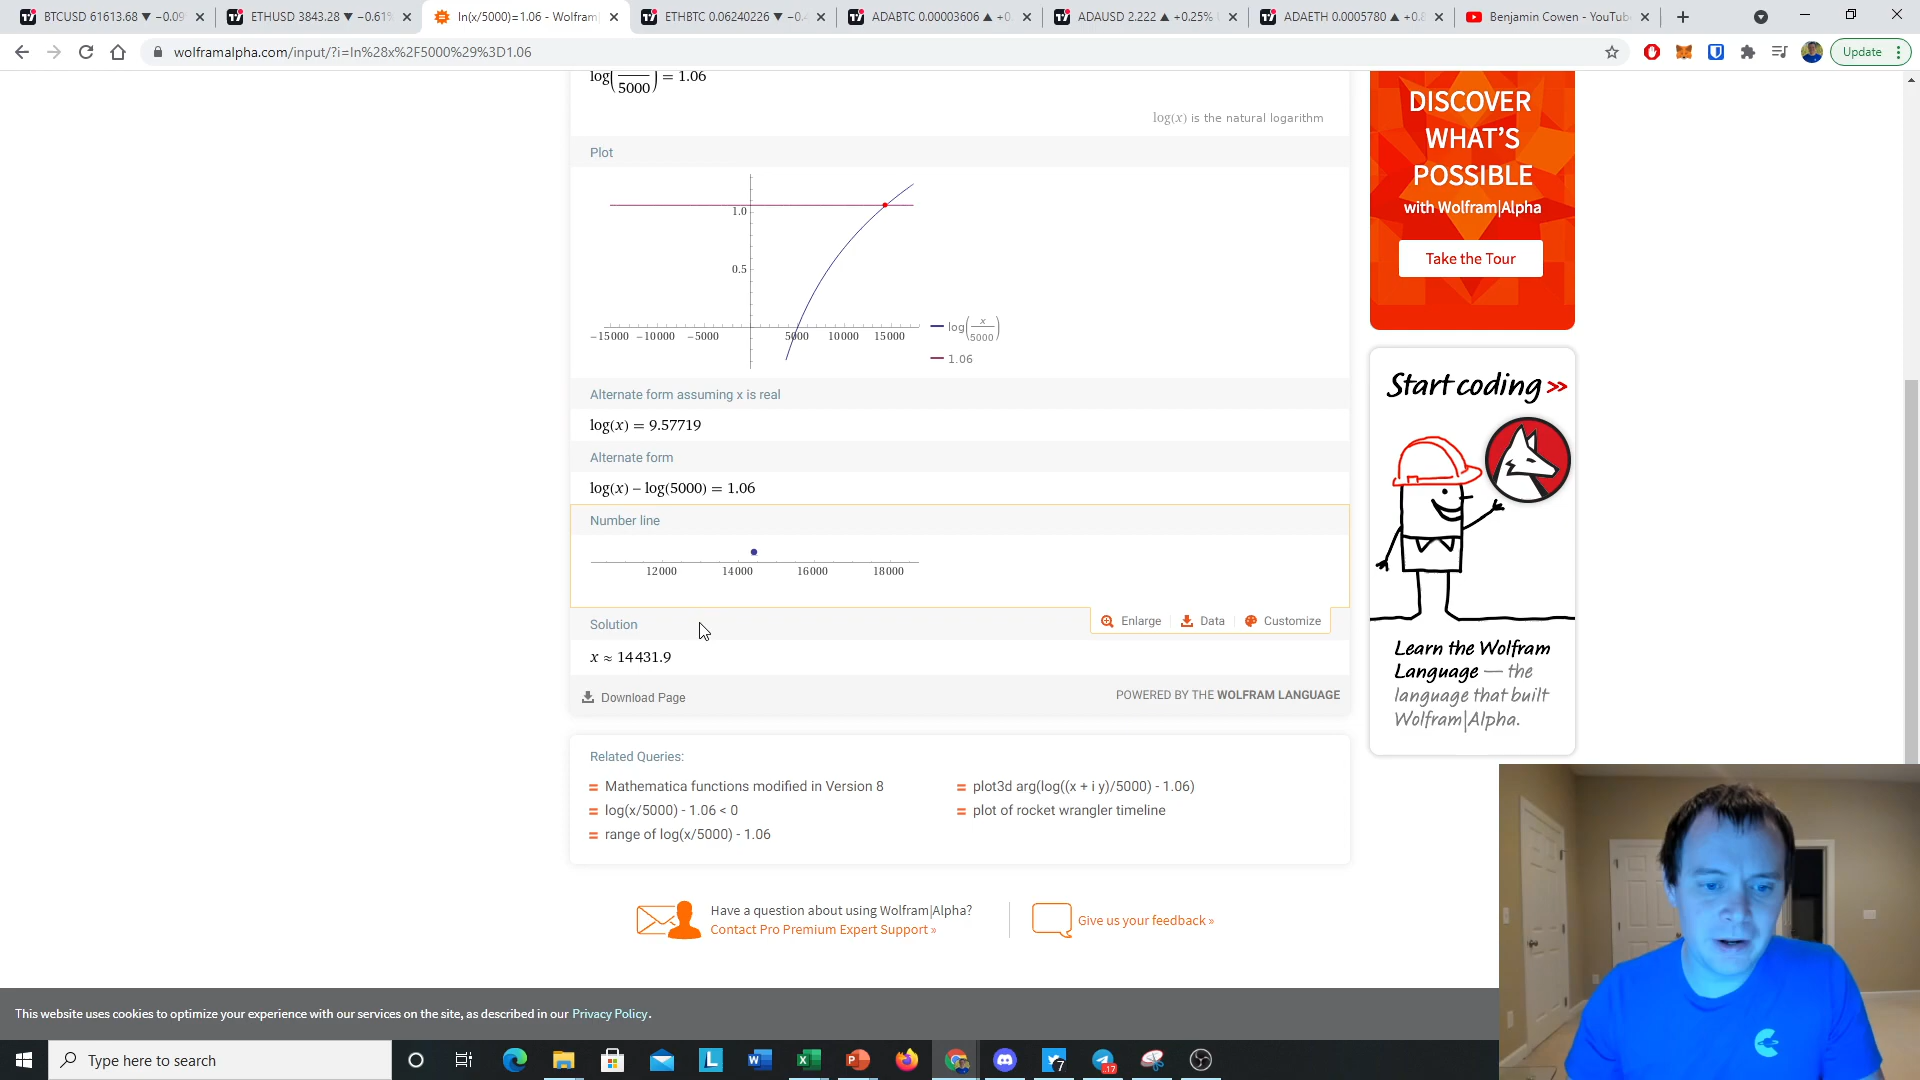 BTCUSD 61613.68 ▼ −0.09
ETHUSD 3843.28 ▼ −0.61%
ln(x/5000)=1.06 - Wolfram|
ETHBTC 0.06240226 ▼ −0.
ADABTC 0.00003606 ▲ +0.
ADAUSD 2.222 ▲ +0.25%
ADAETH 0.0005780 ▲ +0.
Benjamin Cowen - YouTub
wolframalpha.com/input/?i=ln%28x%2F5000%29%3D1.06
Update
log(x/5000) = 1.06
log(x) is the natural logarithm
Plot
1.0
0.5
−15000 −10000 −5000 5000 10000 15000
log(x/5000)
1.06
Alternate form assuming x is real
log(x) = 9.57719
Alternate form
log(x) − log(5000) = 1.06
Number line
12000 14000 16000 18000
Enlarge Data Customize
Solution
x ≈ 14431.9
Download Page
POWERED BY THE WOLFRAM LANGUAGE
Related Queries:
= Mathematica functions modified in Version 8
= log(x/5000) - 1.06 < 0
= range of log(x/5000) - 1.06
= plot3d arg(log((x + i y)/5000) - 1.06)
= plot of rocket wrangler timeline
Have a question about using Wolfram|Alpha?
Contact Pro Premium Expert Support »
Give us your feedback »
DISCOVER
WHAT'S
POSSIBLE
with Wolfram|Alpha
Take the Tour
Start coding »
Learn the Wolfram
Language — the
language that built
Wolfram|Alpha.
This website uses cookies to optimize your experience with our services on the site, as described in our Privacy Policy.
Type here to search
L
7
17